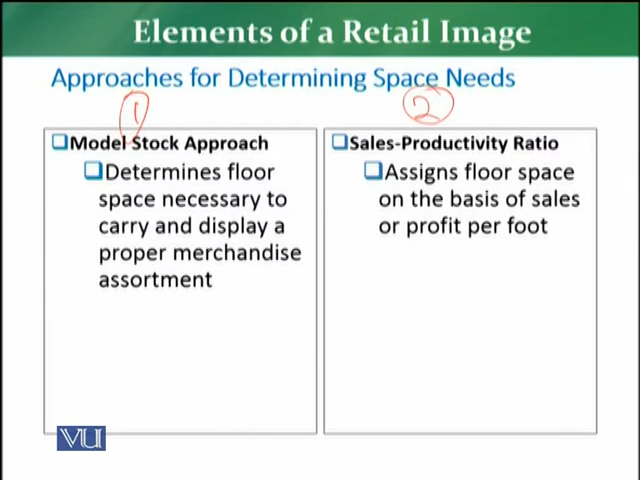 Elements of a Retail Image
Approaches for Determining Space Needs
1
2
Model Stock Approach
Determines floor
space necessary to
carry and display a
proper merchandise
assortment
Sales-Productivity Ratio
Assigns floor space
on the basis of sales
or profit per foot
VU